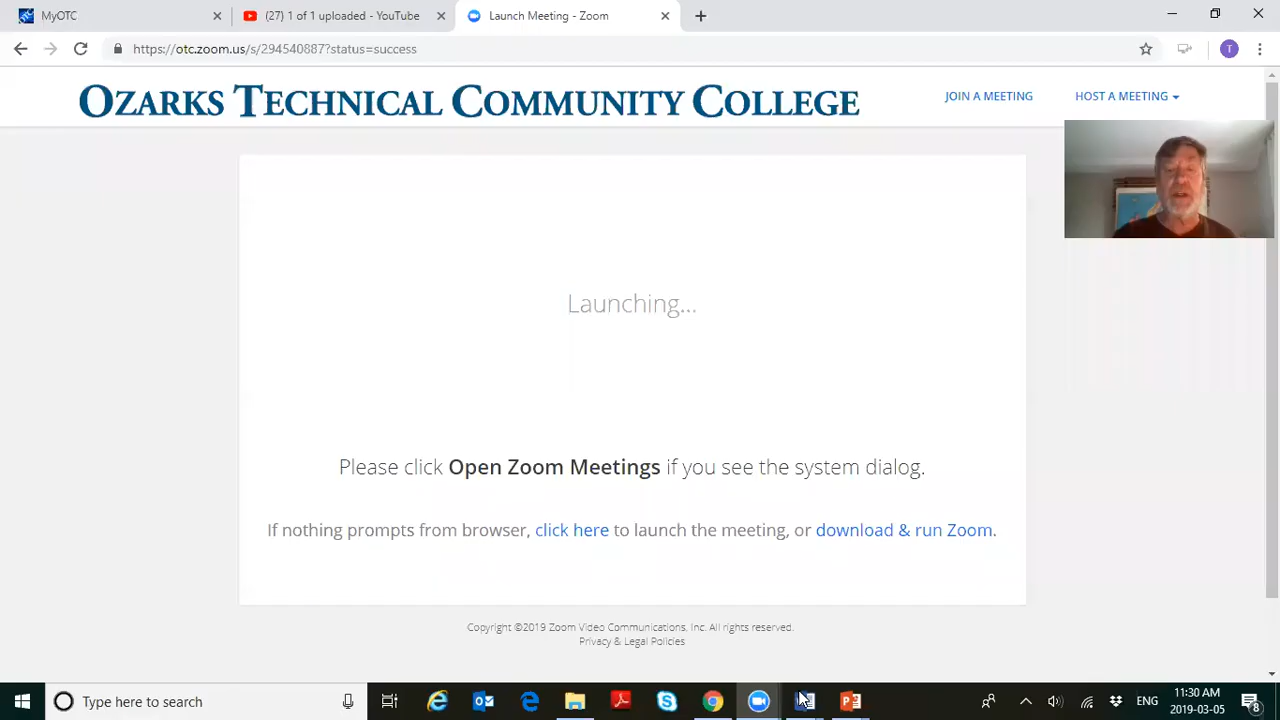 MyOTC
(27) 1 of 1 uploaded - YouTube
Launch Meeting - Zoom
https://otc.zoom.us/s/294540887?status=success
T
OZARKS TECHNICAL COMMUNITY COLLEGE
JOIN A MEETING
HOST A MEETING
Launching...
Please click Open Zoom Meetings if you see the system dialog.
If nothing prompts from browser, click here to launch the meeting, or download & run Zoom.
Copyright ©2019 Zoom Video Communications, Inc. All rights reserved.
Privacy & Legal Policies
Type here to search
ENG
11:30 AM
2019-03-05
8